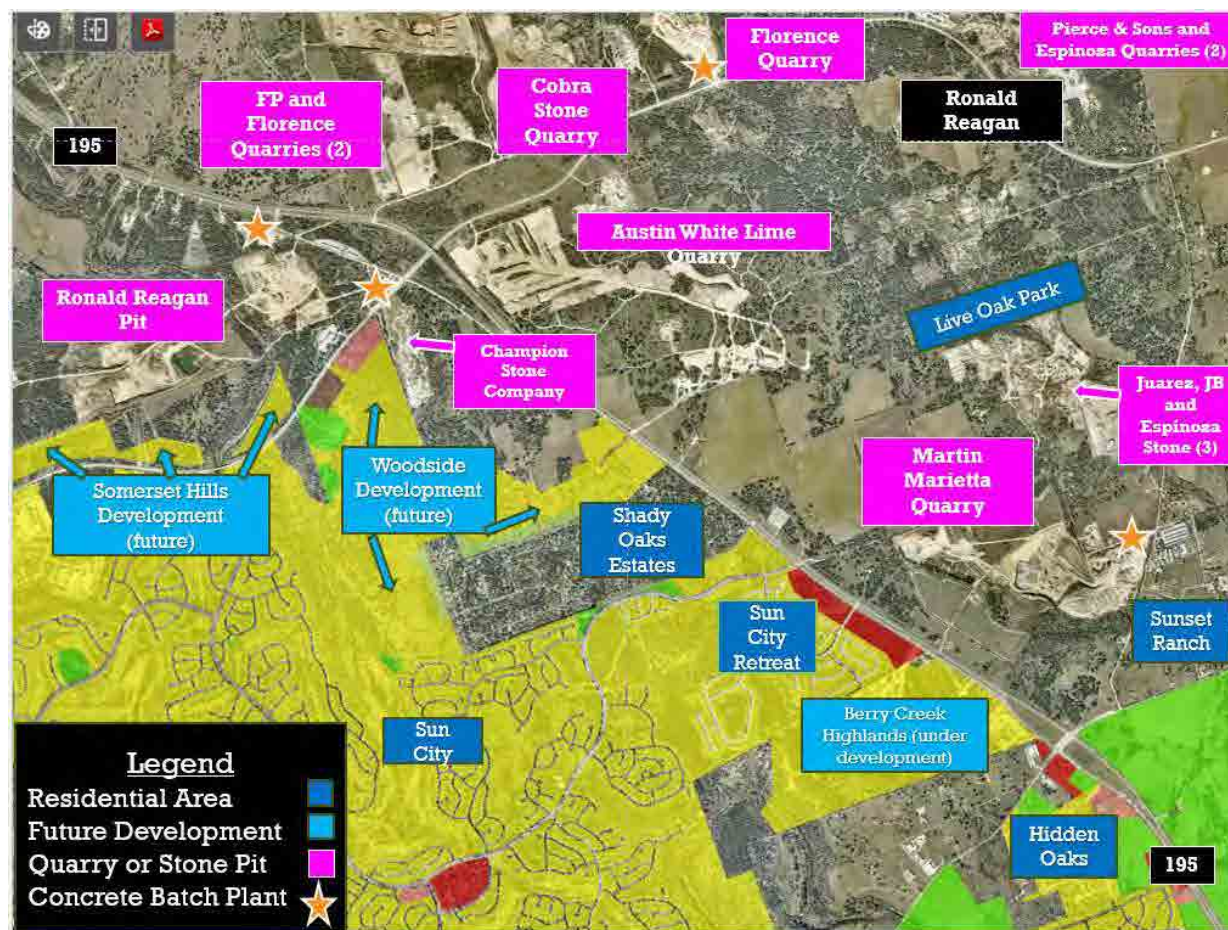 Pierce & Sons and
Espinoza Quarries (2)
Florence
Quarry
Cobra
Stone
Quarry
FP and
Florence
Quarries (2)
Ronald
Reagan
195
Austin White Lime
Quarry
Ronald Reagan
Pit
Live Oak Park
Champion
Stone
Company
Juarez, JB
and
Espinoza
Stone (3)
Martin
Marietta
Quarry
Woodside
Development
(future)
Somerset Hills
Development
(future)
Shady
Oaks
Estates
Sun
City
Retreat
Sunset
Ranch
Berry Creek
Highlands (under
development)
Sun
City
Hidden
Oaks
195
Legend
Residential Area
Future Development
Quarry or Stone Pit
Concrete Batch Plant